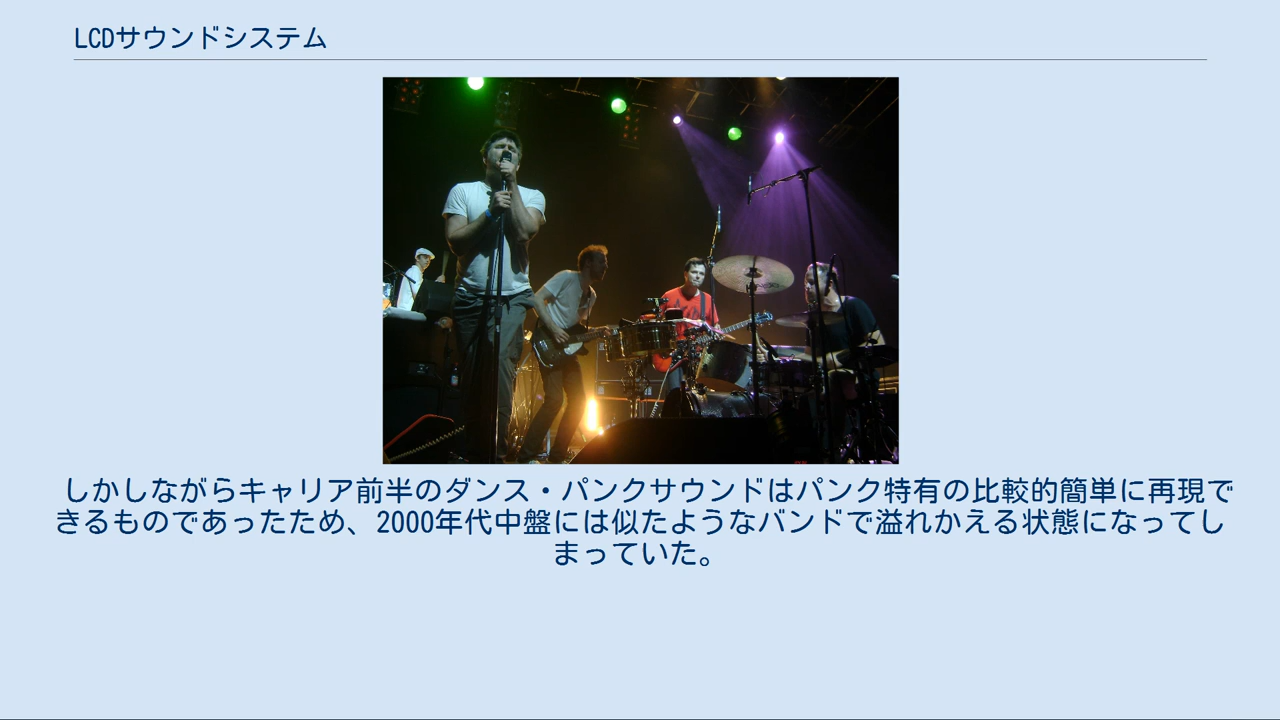 LCDサウンドシステム
しかしながらキャリア前半のダンス・パンクサウンドはパンク特有の比較的簡単に再現で
きるものであったため、2000年代中盤には似たようなバンドで溢れかえる状態になってし
まっていた。